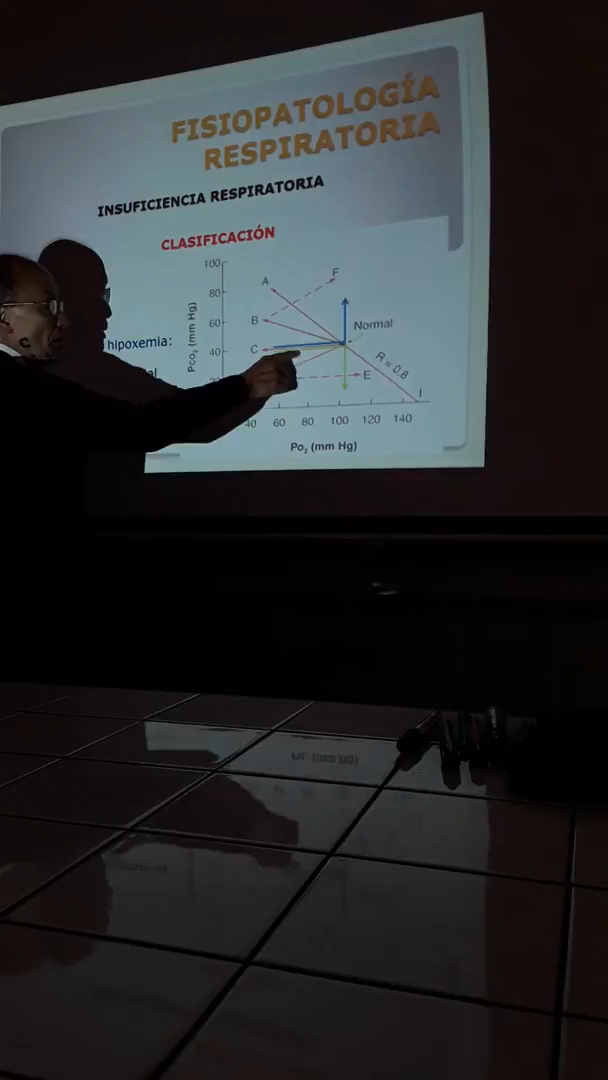 FISIOPATOLOGÍA
RESPIRATORIA
INSUFICIENCIA RESPIRATORIA
CLASIFICACIÓN
hipoxemia:
Pco₂ (mm Hg)
100
80
60
40
A
F
B
C
Normal
E
R = 0.8
I
40 60 80 100 120 140
Po₂ (mm Hg)